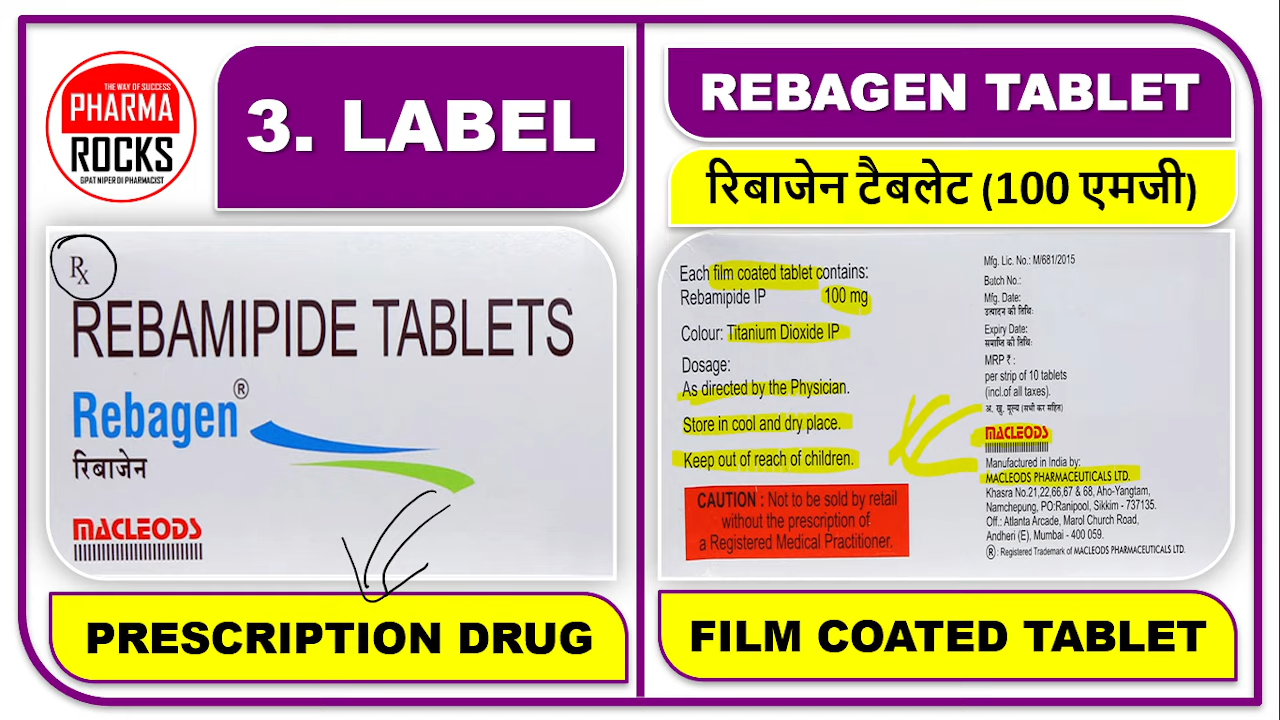 THE WAY OF SUCCESS
PHARMA
ROCKS
GPAT NIPER DI PHARMACIST
3. LABEL
Rx
REBAMIPIDE TABLETS
Rebagen®
रिबाजेन
MACLEODS
PRESCRIPTION DRUG
REBAGEN TABLET
रिबाजेन टैबलेट (100 एमजी)
Each film coated tablet contains:
Rebamipide IP 100 mg
Colour: Titanium Dioxide IP
Dosage:
As directed by the Physician.
Store in cool and dry place.
Keep out of reach of children.
CAUTION : Not to be sold by retail
without the prescription of
a Registered Medical Practitioner.
Mfg. Lic. No.: M/681/2015
Batch No.:
Mfg. Date:
उत्पादन की तिथि:
Expiry Date:
समाप्ति की तिथि:
MRP ₹ :
per strip of 10 tablets
(incl.of all taxes).
अ. खु. मूल्य (सभी कर सहित)
MACLEODS
Manufactured in India by:
MACLEODS PHARMACEUTICALS LTD.
Khasra No.21,22,66,67 & 68, Aho-Yangtam,
Namchepung, PO:Ranipool, Sikkim - 737135.
Off.: Atlanta Arcade, Marol Church Road,
Andheri (E), Mumbai - 400 059.
® : Registered Trademark of MACLEODS PHARMACEUTICALS LTD.
FILM COATED TABLET